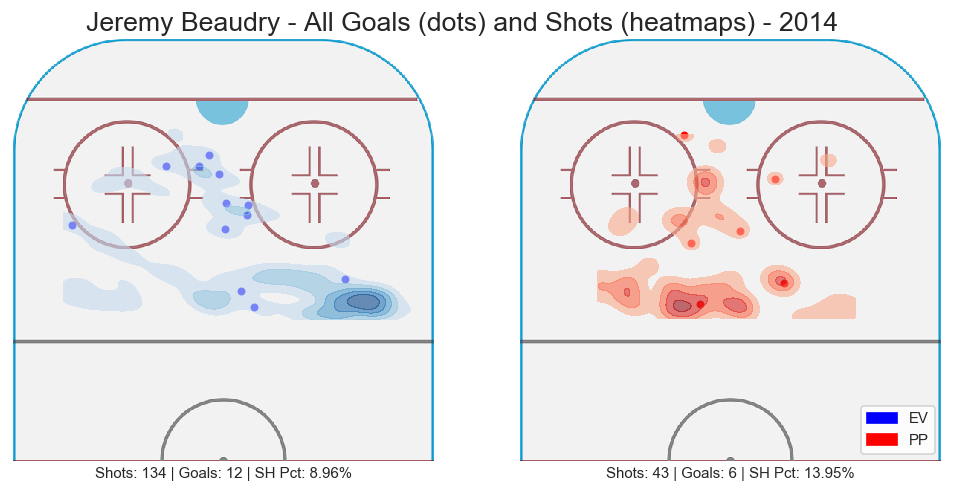 Jeremy Beaudry - All Goals (dots) and Shots (heatmaps) - 2014
EV
PP
Shots: 134 | Goals: 12 | SH Pct: 8.96%
Shots: 43 | Goals: 6 | SH Pct: 13.95%